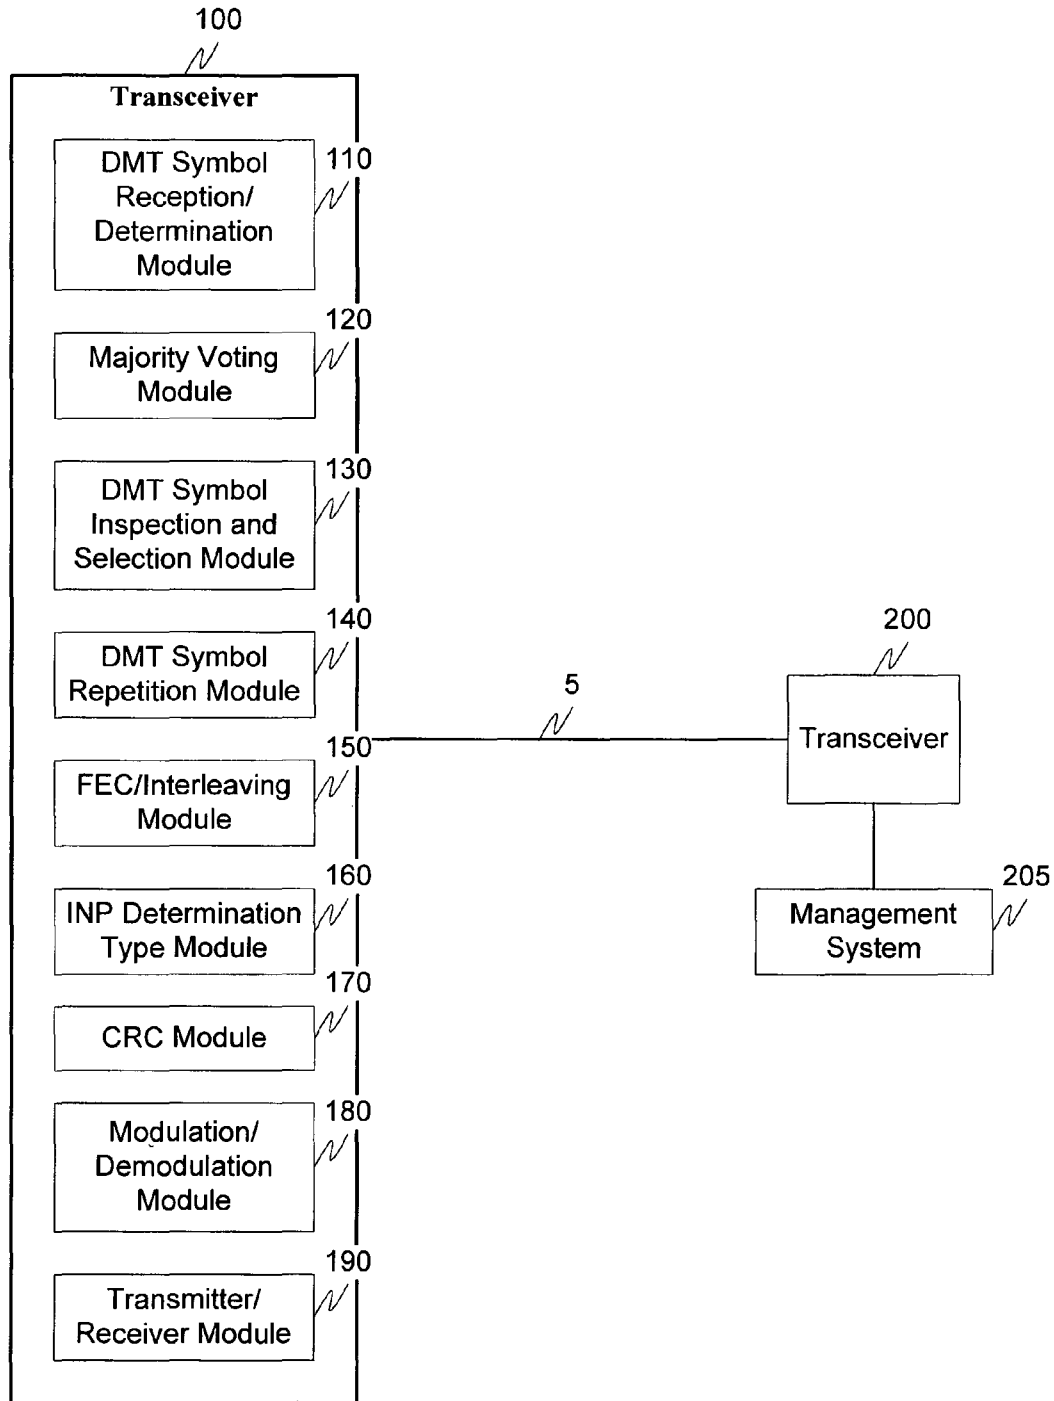 100
Transceiver
DMT Symbol
Reception/
Determination
Module
110
Majority Voting
Module
120
DMT Symbol
Inspection and
Selection Module
130
DMT Symbol
Repetition Module
140
FEC/Interleaving
Module
150
INP Determination
Type Module
160
CRC Module
170
Modulation/
Demodulation
Module
180
Transmitter/
Receiver Module
190
5
200
Transceiver
205
Management
System